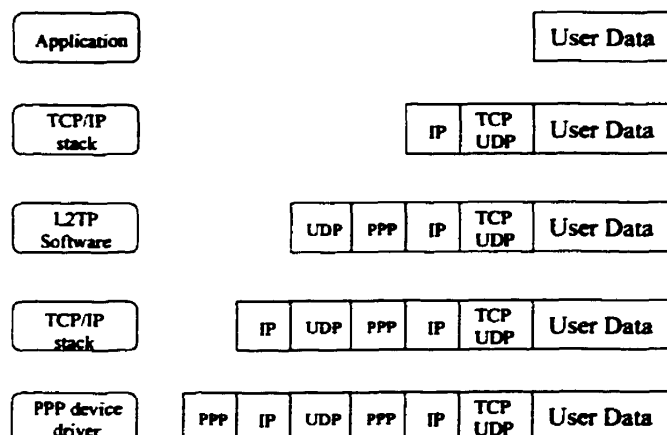 Application
User Data
TCP/IP
stack
IP
TCP
UDP
User Data
L2TP
Software
UDP
PPP
IP
TCP
UDP
User Data
TCP/IP
stack
IP
UDP
PPP
IP
TCP
UDP
User Data
PPP device
driver
PPP
IP
UDP
PPP
IP
TCP
UDP
User Data